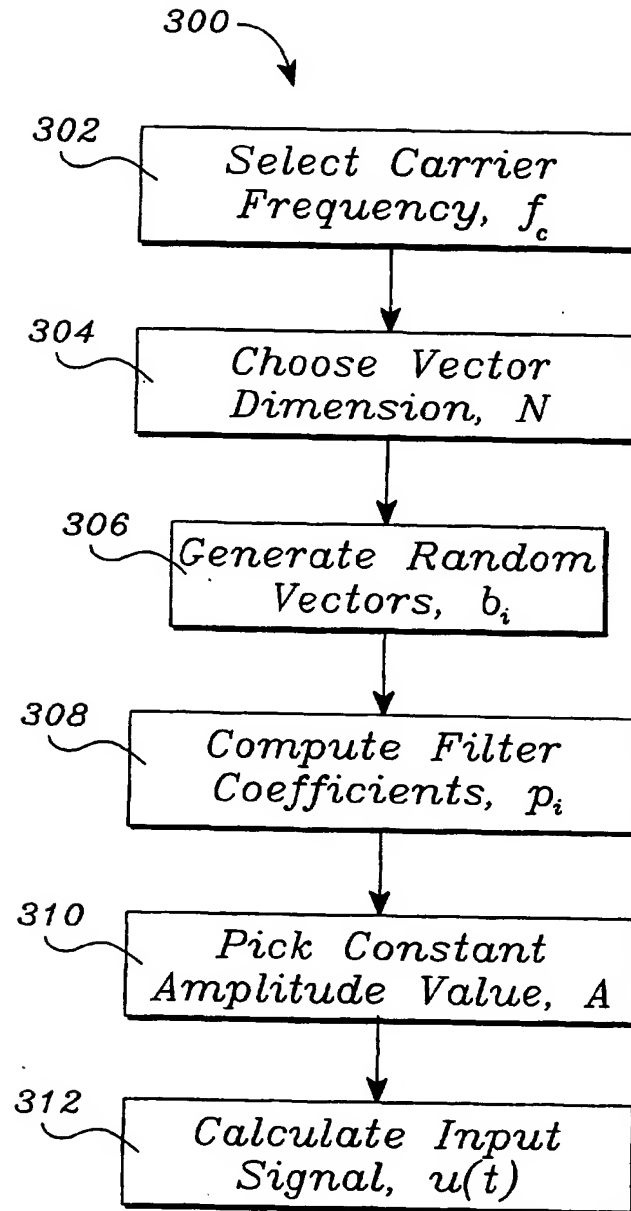 300
302
Select Carrier
Frequency, f_c
304
Choose Vector
Dimension, N
306
Generate Random
Vectors, b_i
308
Compute Filter
Coefficients, p_i
310
Pick Constant
Amplitude Value, A
312
Calculate Input
Signal, u(t)